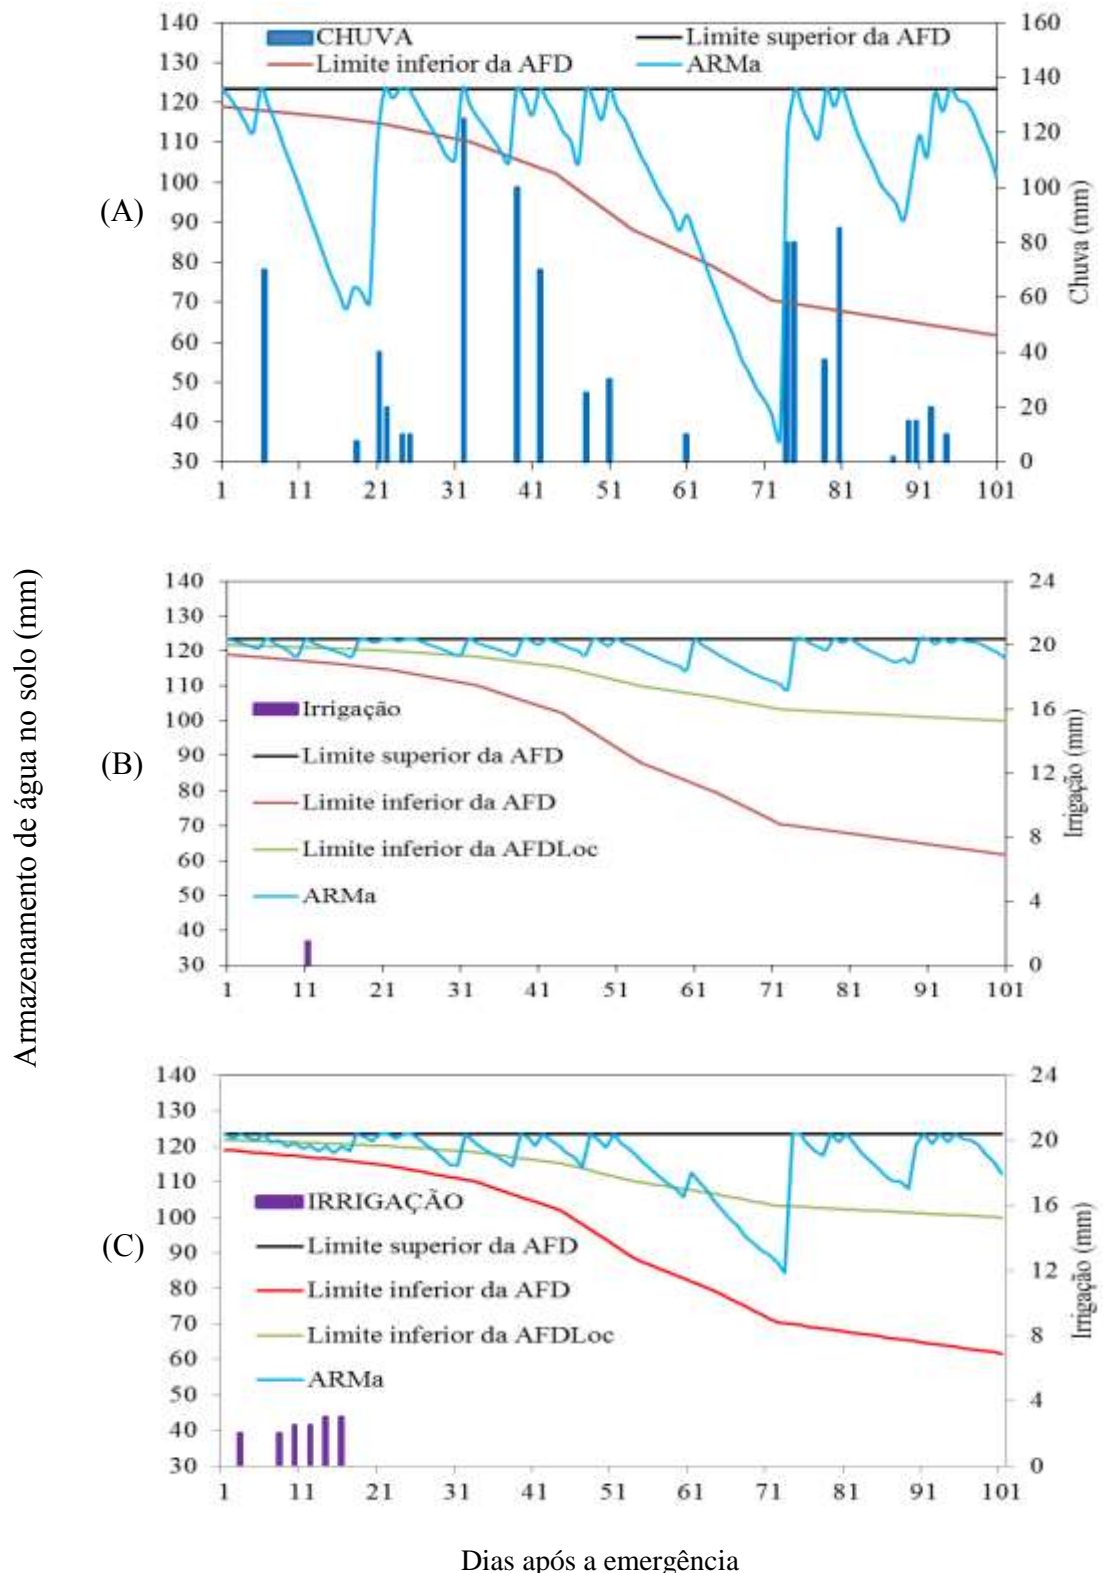 Armazenamento de água no solo (mm)
(A)
140
130
120
110
100
90
80
70
60
50
40
30
CHUVA
Limite superior da AFD
Limite inferior da AFD
ARMa
160
140
120
100
80
60
40
20
0
Chuva (mm)
1 11 21 31 41 51 61 71 81 91 101
(B)
140
130
120
110
100
90
80
70
60
50
40
30
Irrigação
Limite superior da AFD
Limite inferior da AFD
Limite inferior da AFDLoc
ARMa
24
20
16
12
8
4
0
Irrigação (mm)
1 11 21 31 41 51 61 71 81 91 101
(C)
140
130
120
110
100
90
80
70
60
50
40
30
IRRIGAÇÃO
Limite superior da AFD
Limite inferior da AFD
Limite inferior da AFDLoc
ARMa
24
20
16
12
8
4
0
Irrigação (mm)
1 11 21 31 41 51 61 71 81 91 101
Dias após a emergência